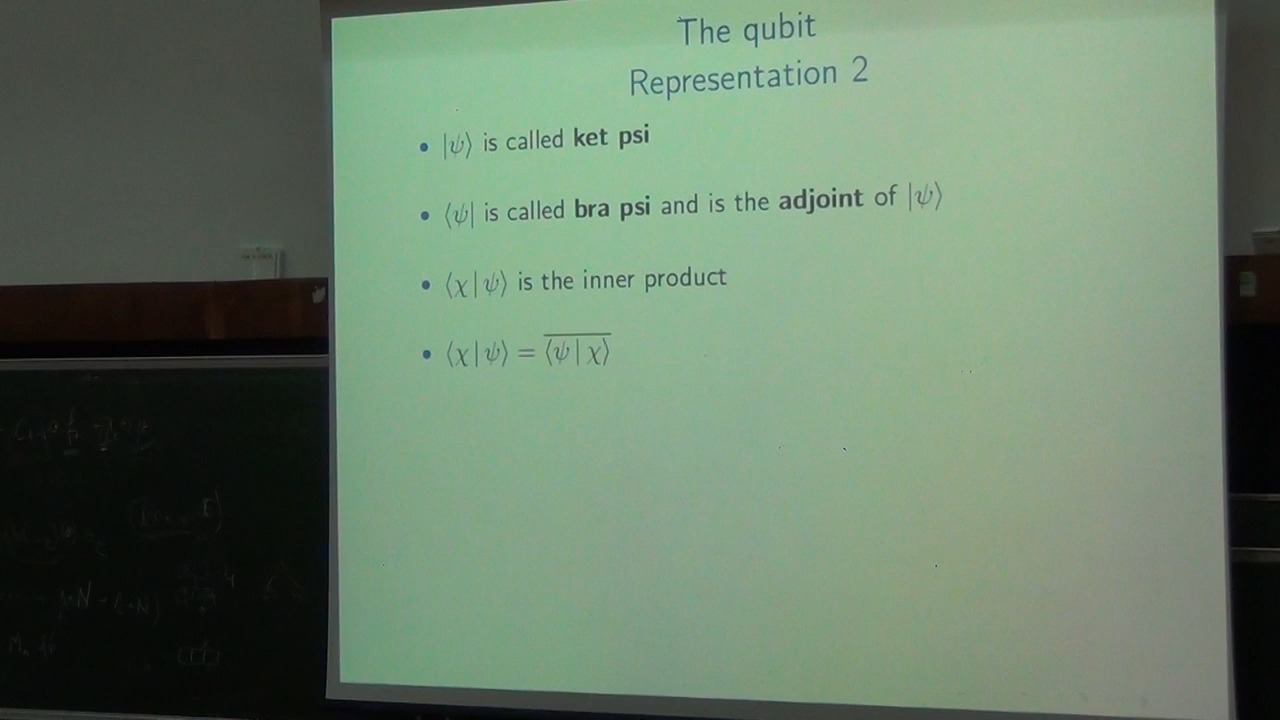 The qubit
Representation 2
• |ψ⟩ is called ket psi
• ⟨ψ| is called bra psi and is the adjoint of |ψ⟩
• ⟨χ|ψ⟩ is the inner product
• ⟨χ|ψ⟩ = \overline{⟨ψ|χ⟩}